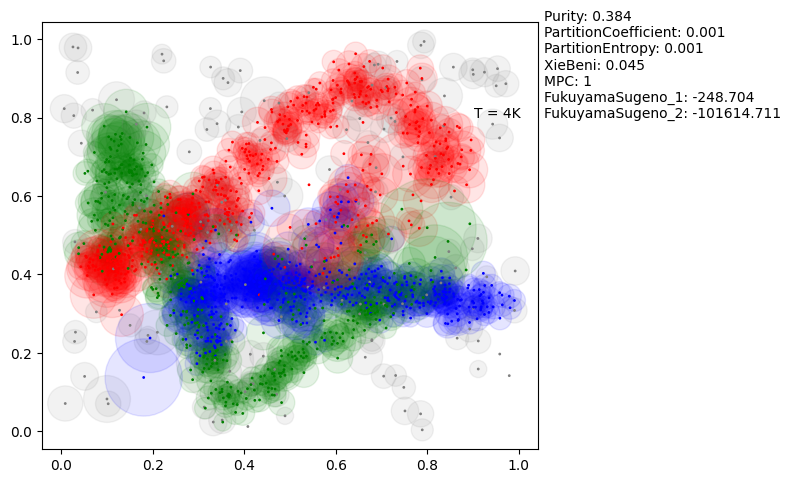 Purity: 0.384
PartitionCoefficient: 0.001
PartitionEntropy: 0.001
XieBeni: 0.045
MPC: 1
FukuyamaSugeno_1: -248.704
FukuyamaSugeno_2: -101614.711
T = 4K
1.0
0.8
0.6
0.4
0.2
0.0
0.0 0.2 0.4 0.6 0.8 1.0